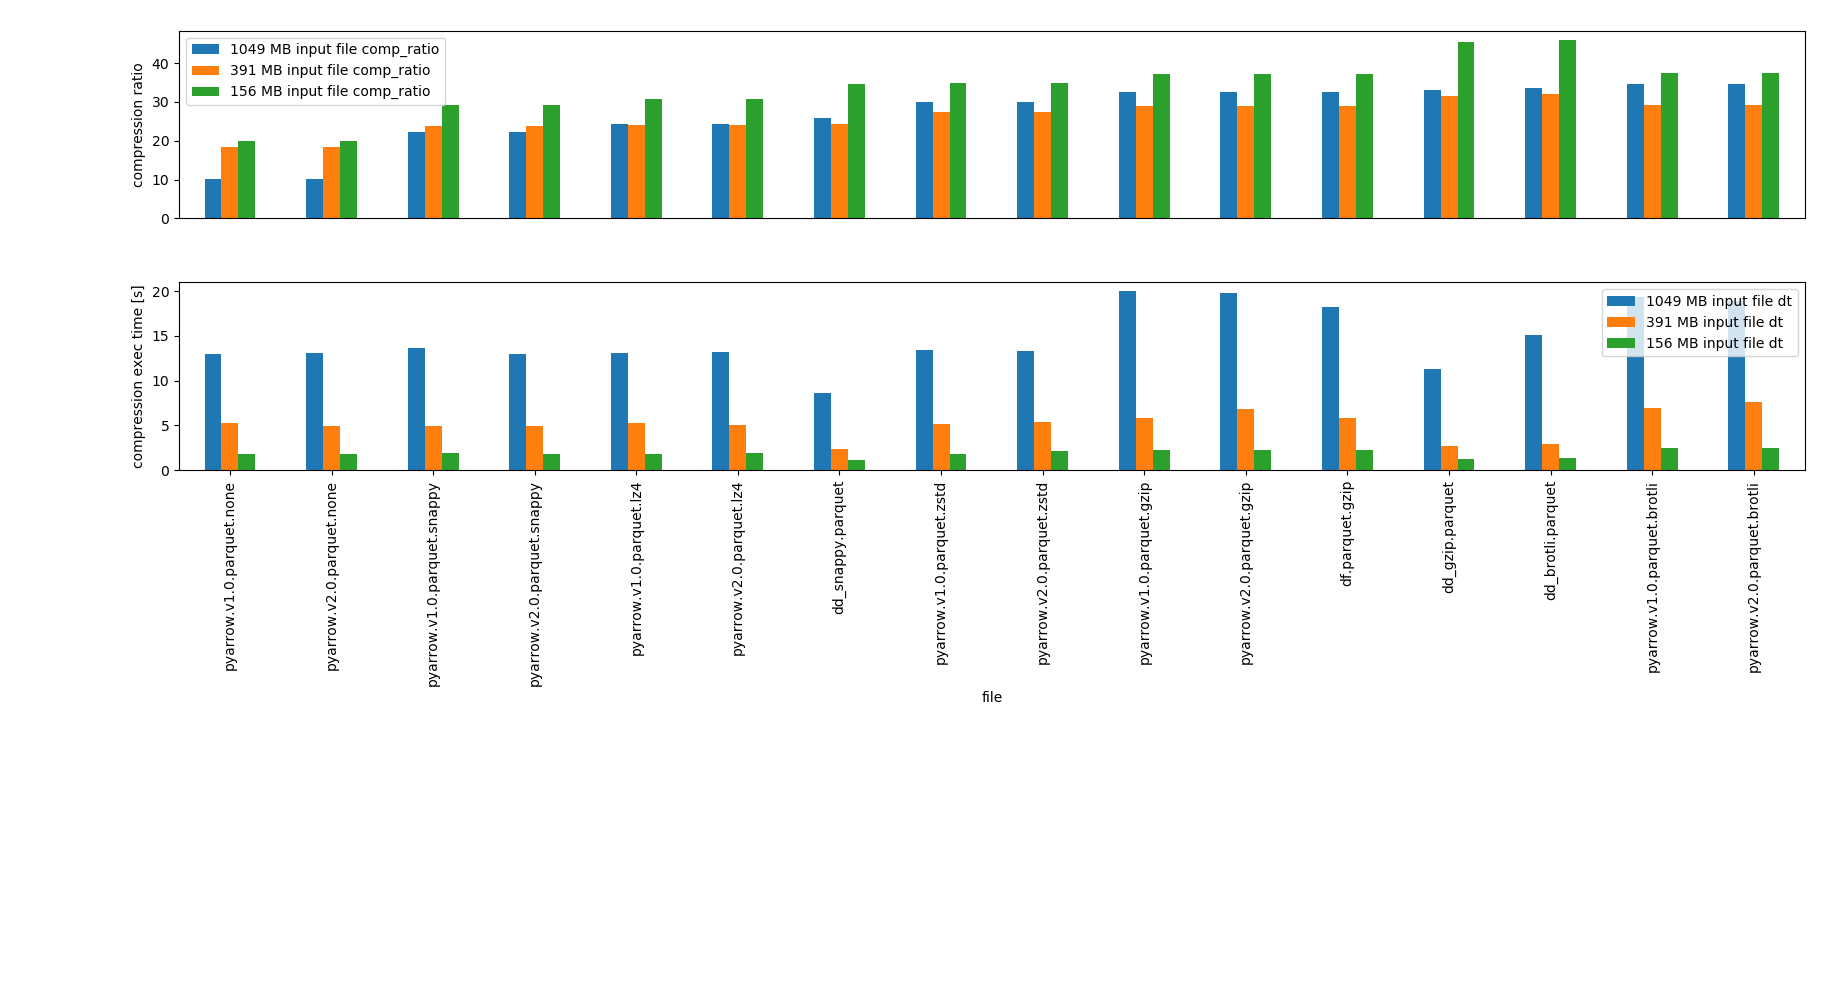 compression ratio
40
30
20
10
0
1049 MB input file comp_ratio
391 MB input file comp_ratio
156 MB input file comp_ratio
compression exec time [s]
20
15
10
5
0
1049 MB input file dt
391 MB input file dt
156 MB input file dt
pyarrow.v1.0.parquet.none
pyarrow.v2.0.parquet.none
pyarrow.v1.0.parquet.snappy
pyarrow.v2.0.parquet.snappy
pyarrow.v1.0.parquet.lz4
pyarrow.v2.0.parquet.lz4
dd_snappy.parquet
pyarrow.v1.0.parquet.zstd
pyarrow.v2.0.parquet.zstd
pyarrow.v1.0.parquet.gzip
pyarrow.v2.0.parquet.gzip
df.parquet.gzip
dd_gzip.parquet
dd_brotli.parquet
pyarrow.v1.0.parquet.brotli
pyarrow.v2.0.parquet.brotli
file